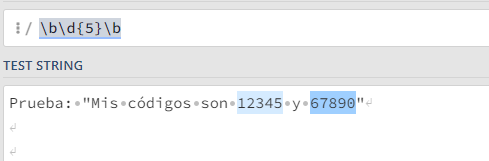 / \b\d{5}\b
TEST STRING
Prueba: "Mis códigos son 12345 y 67890"